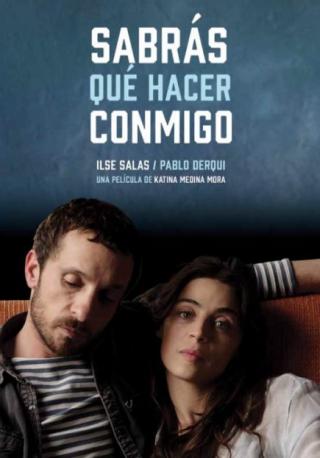 SABRÁS
QUÉ HACER
CONMIGO
ILSE SALAS / PABLO DERQUI
UNA PELÍCULA DE KATINA MEDINA MORA